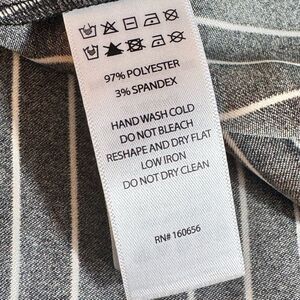 97% POLYESTER
3% SPANDEX
HAND WASH COLD
DO NOT BLEACH
RESHAPE AND DRY FLAT
LOW IRON
DO NOT DRY CLEAN
RN# 160656